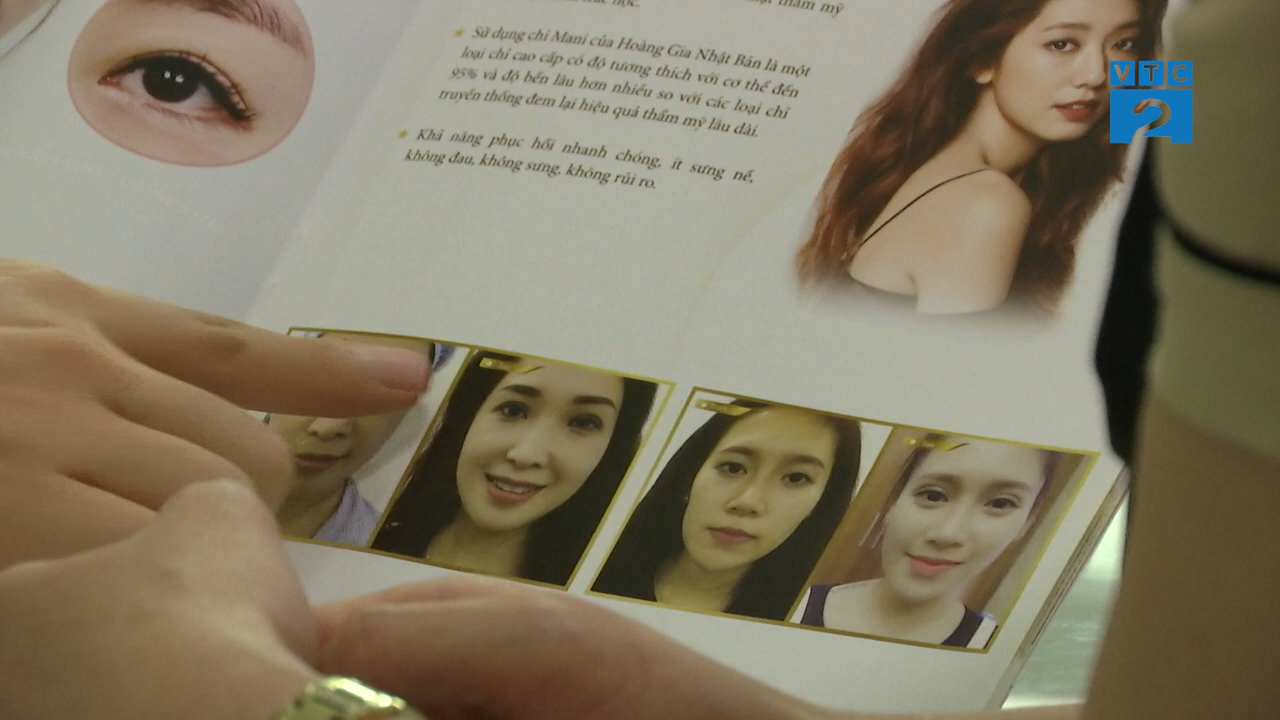 thẩm mỹ
Sử dụng chỉ Mani của Hoàng Gia Nhật Bản là một
loại chỉ cao cấp có độ tương thích với cơ thể đến
95% và độ bền lâu hơn nhiều so với các loại chỉ
truyền thống đem lại hiệu quả thẩm mỹ lâu dài.
Khả năng phục hồi nhanh chóng, ít sưng nề,
không đau, không sưng, không rủi ro.
VTC
2